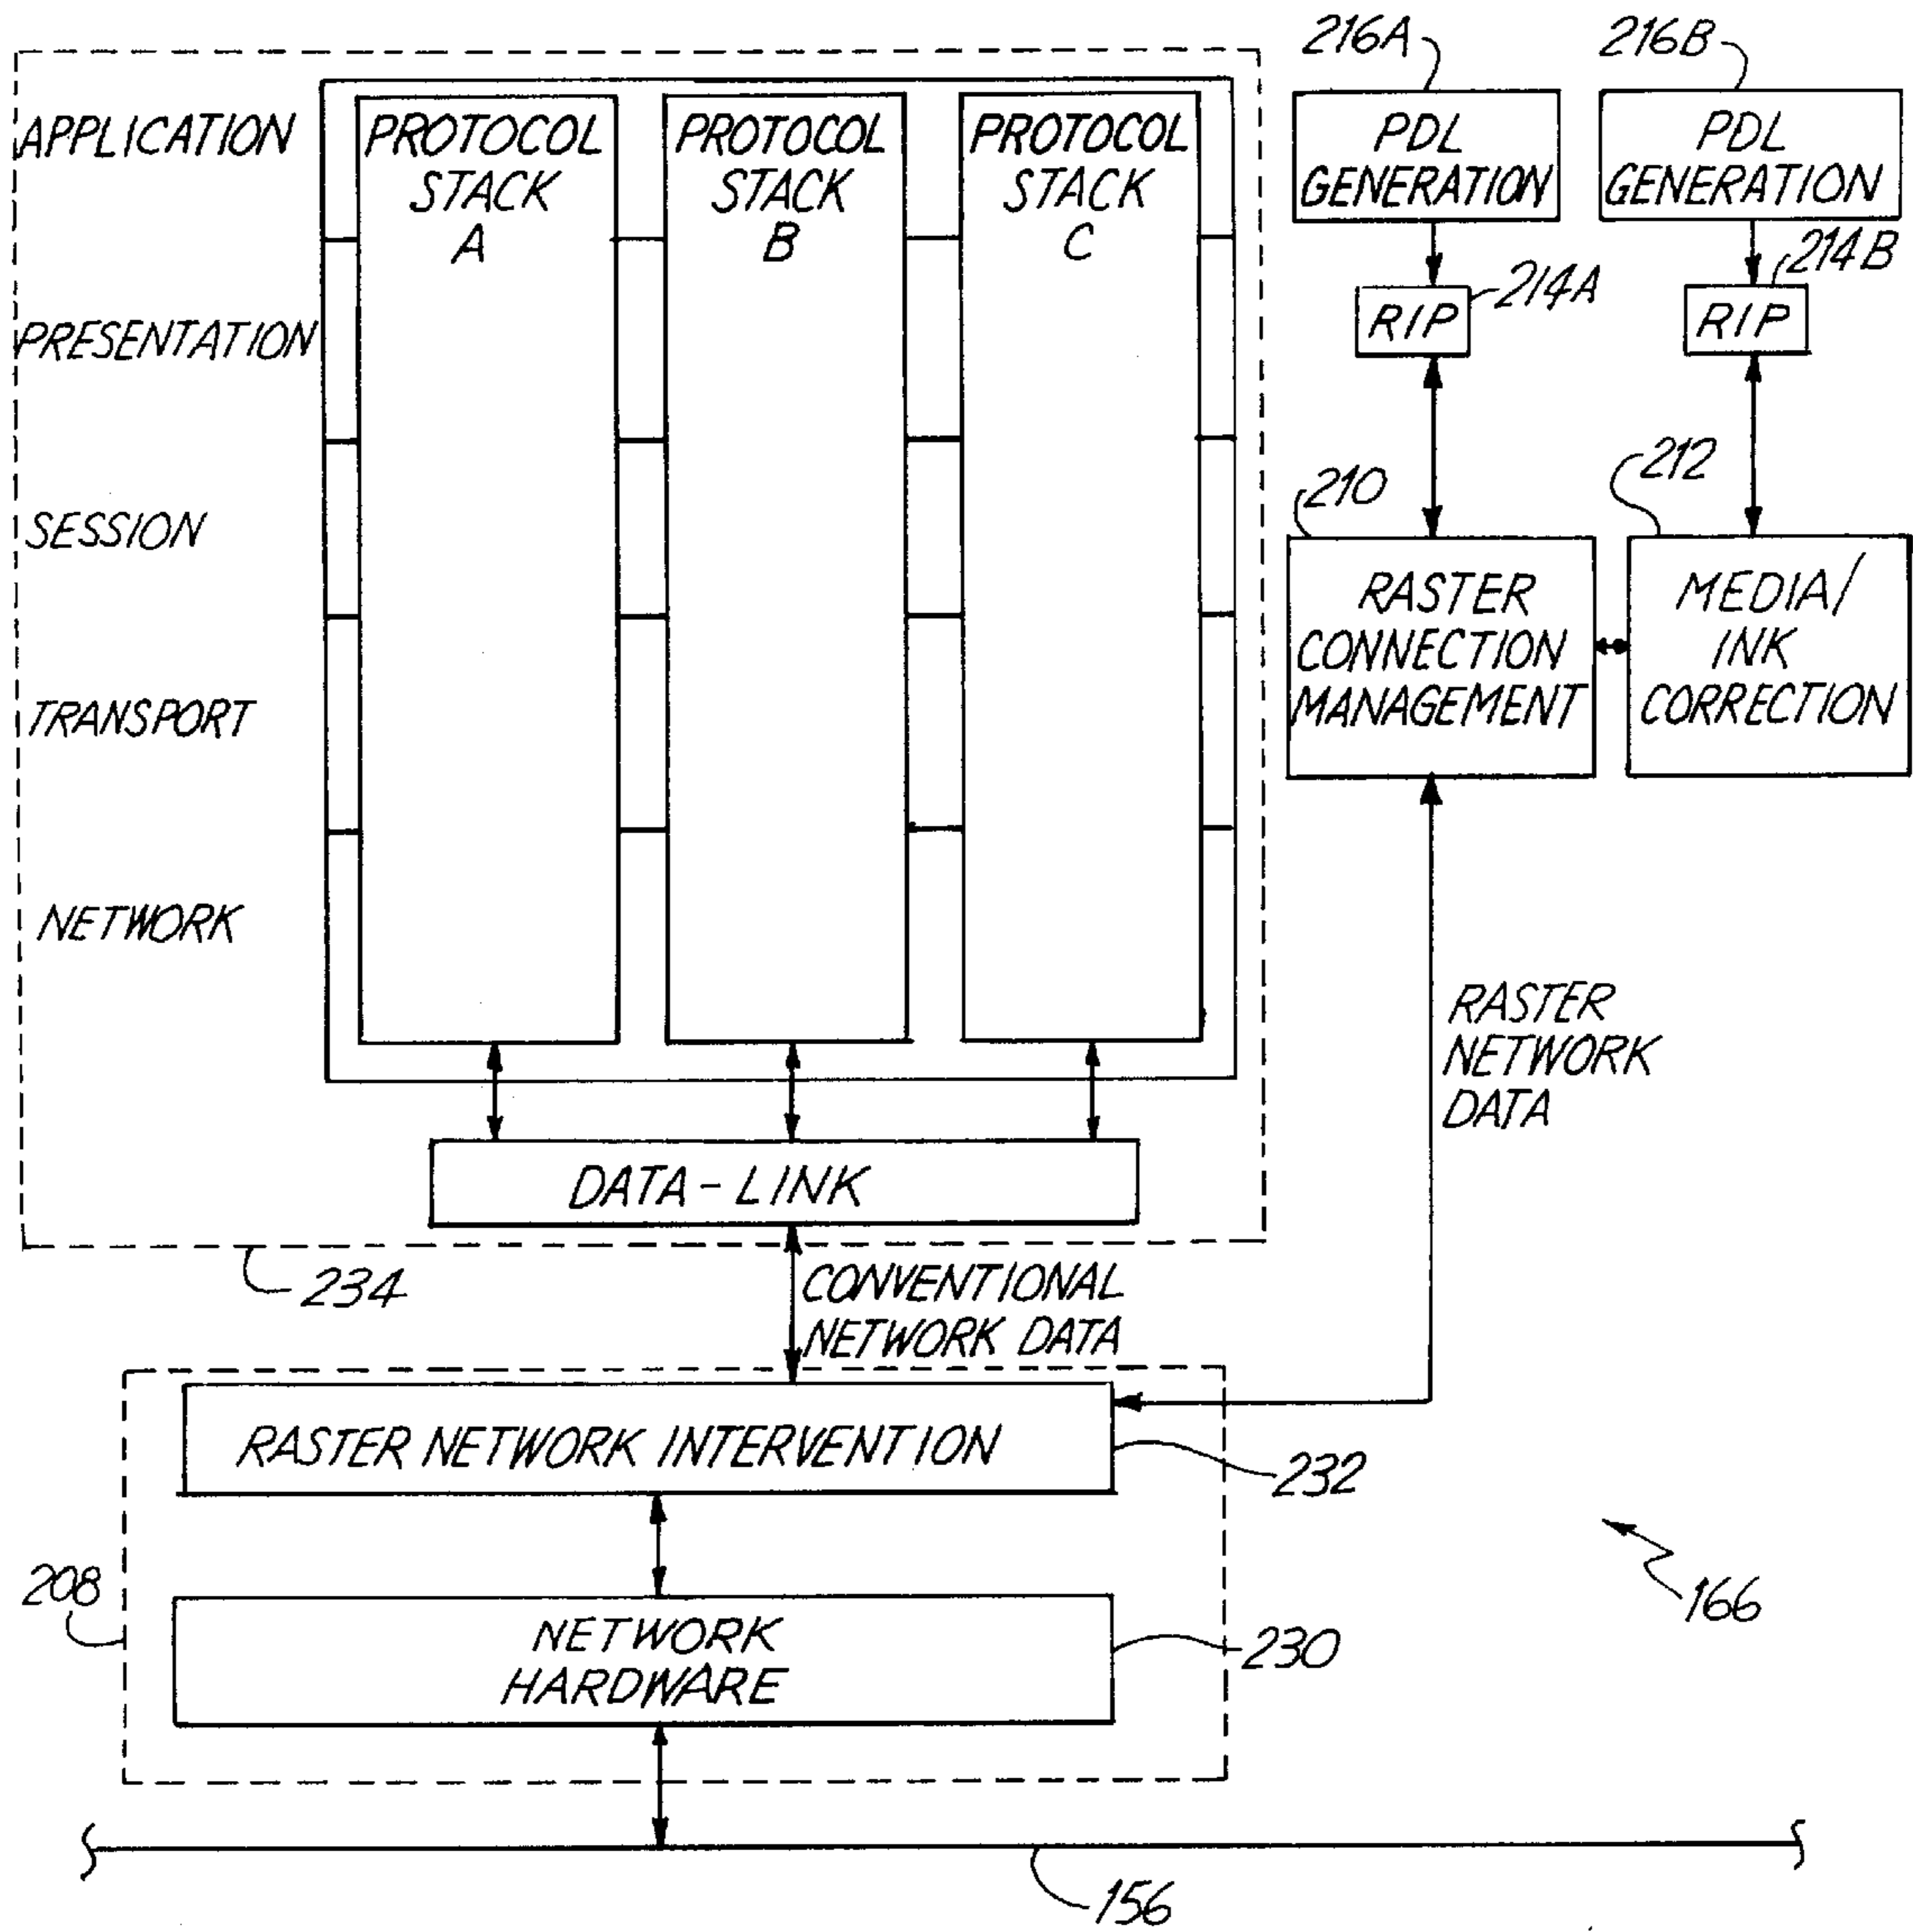 216A
216B
APPLICATION
PROTOCOL
STACK
A
PROTOCOL
STACK
B
PROTOCOL
STACK
C
PDL
GENERATION
PDL
GENERATION
214A
214B
RIP
RIP
PRESENTATION
SESSION
TRANSPORT
NETWORK
210
212
RASTER
CONNECTION
MANAGEMENT
MEDIA/
INK
CORRECTION
RASTER
NETWORK
DATA
DATA-LINK
234
CONVENTIONAL
NETWORK DATA
RASTER NETWORK INTERVENTION
232
208
166
NETWORK
HARDWARE
230
156